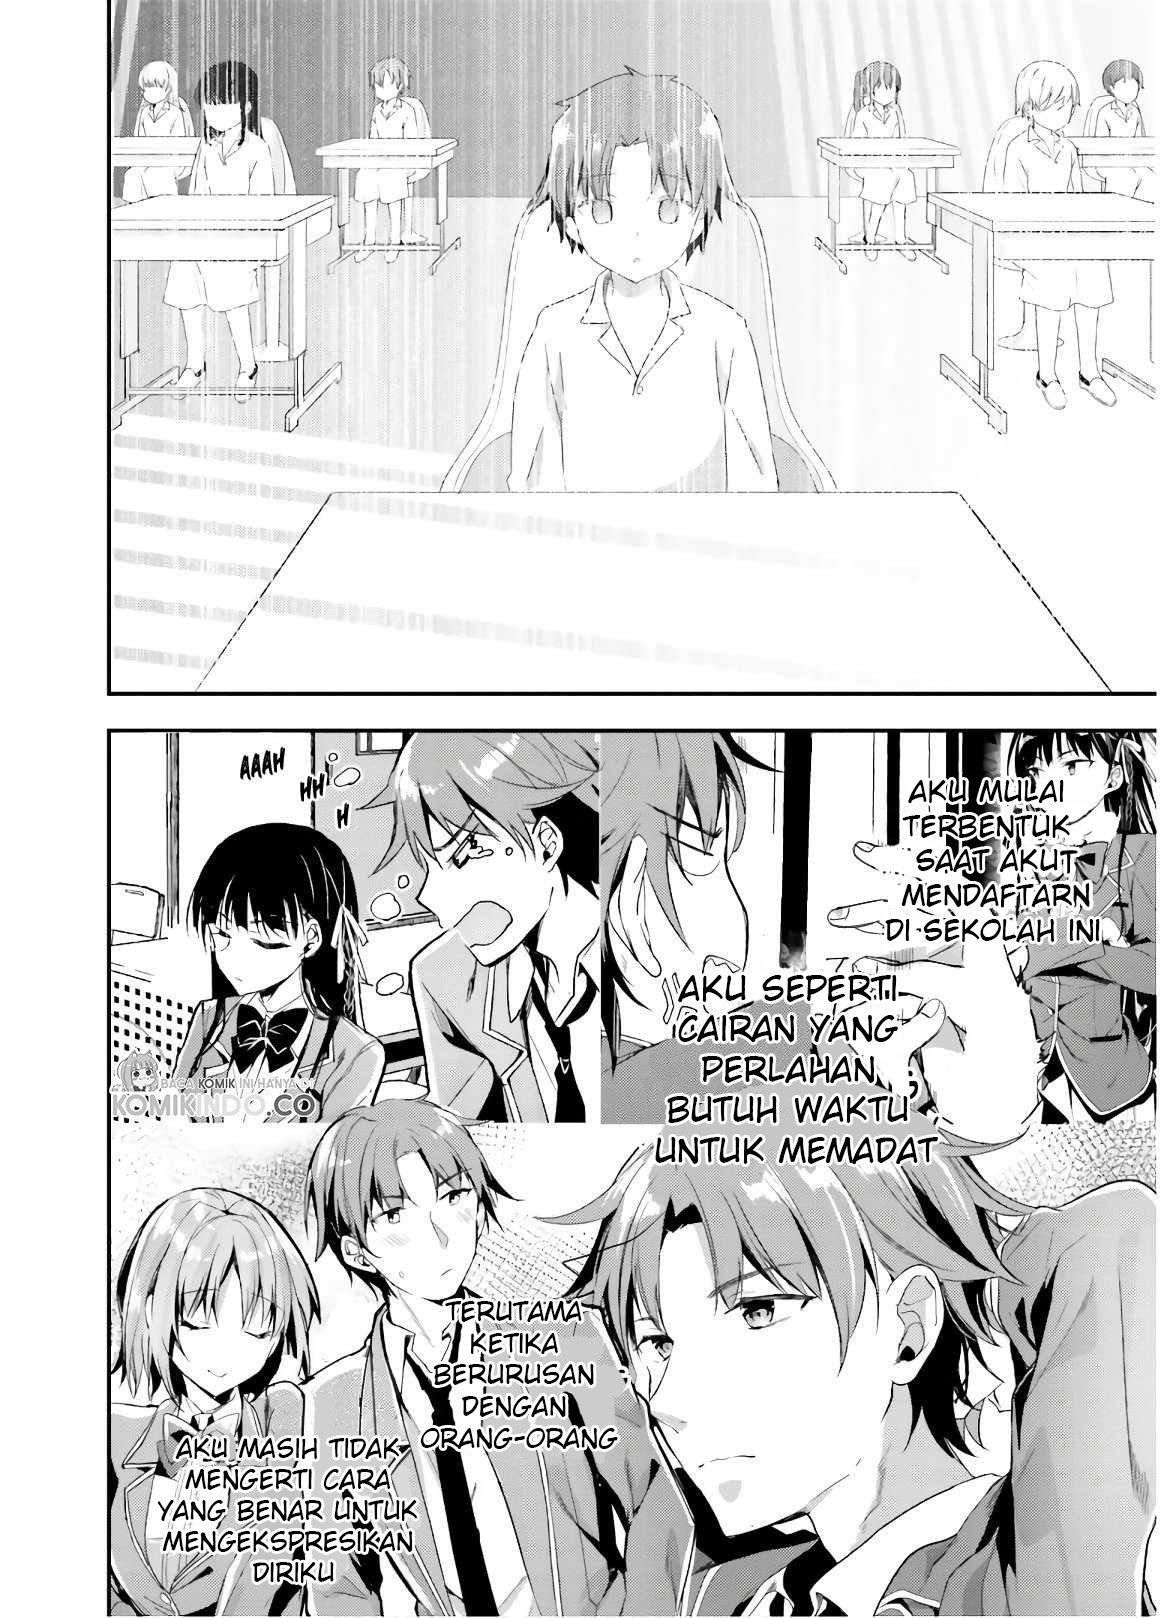 AKU MULAI
TERBENTUK
SAAT AKUT
MENDAFTARN
DI SEKOLAH INI
AAAH
HH
H
AKU SEPERTI
CAIRAN YANG
PERLAHAN
BUTUH WAKTU
UNTUK MEMADAT
BACA KOMIK INI HANYA DI
KOMIKINDO.CO
TERUTAMA
KETIKA
BERURUSAN
DENGAN
ORANG-ORANG
AKU MASIH TIDAK
MENGERTI CARA
YANG BENAR UNTUK
MENGEKSPRESIKAN
DIRIKU